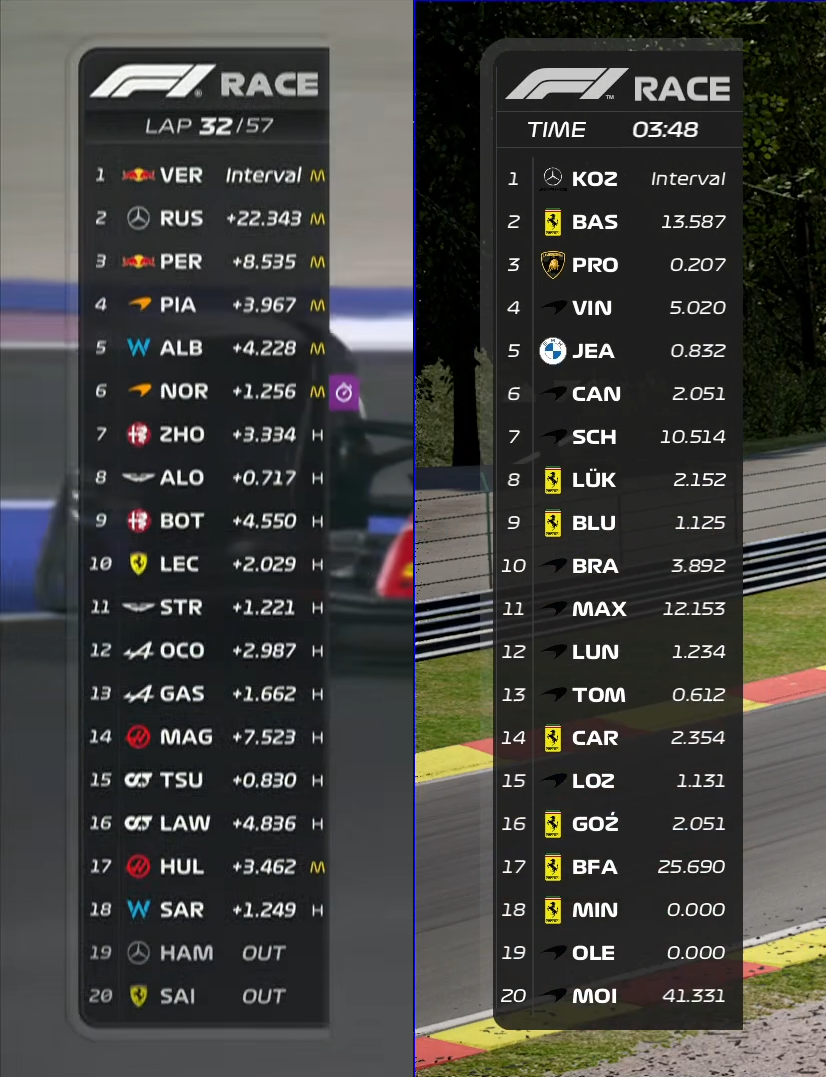 F1® RACE
LAP 32/57
1 VER Interval M
2 RUS +22.343 M
3 PER +8.535 M
4 PIA +3.967 M
5 W ALB +4.228 M
6 NOR +1.256 M
7 ZHO +3.334 H
8 ALO +0.717 H
9 BOT +4.550 H
10 LEC +2.029 H
11 STR +1.221 H
12 OCO +2.987 H
13 GAS +1.662 H
14 MAG +7.523 H
15 TSU +0.830 H
16 LAW +4.836 H
17 HUL +3.462 M
18 W SAR +1.249 H
19 HAM OUT
20 SAI OUT
F1™ RACE
TIME 03:48
1 KOZ Interval
2 BAS 13.587
3 PRO 0.207
4 VIN 5.020
5 JEA 0.832
6 CAN 2.051
7 SCH 10.514
8 LÜK 2.152
9 BLU 1.125
10 BRA 3.892
11 MAX 12.153
12 LUN 1.234
13 TOM 0.612
14 CAR 2.354
15 LOZ 1.131
16 GOŹ 2.051
17 BFA 25.690
18 MIN 0.000
19 OLE 0.000
20 MOI 41.331